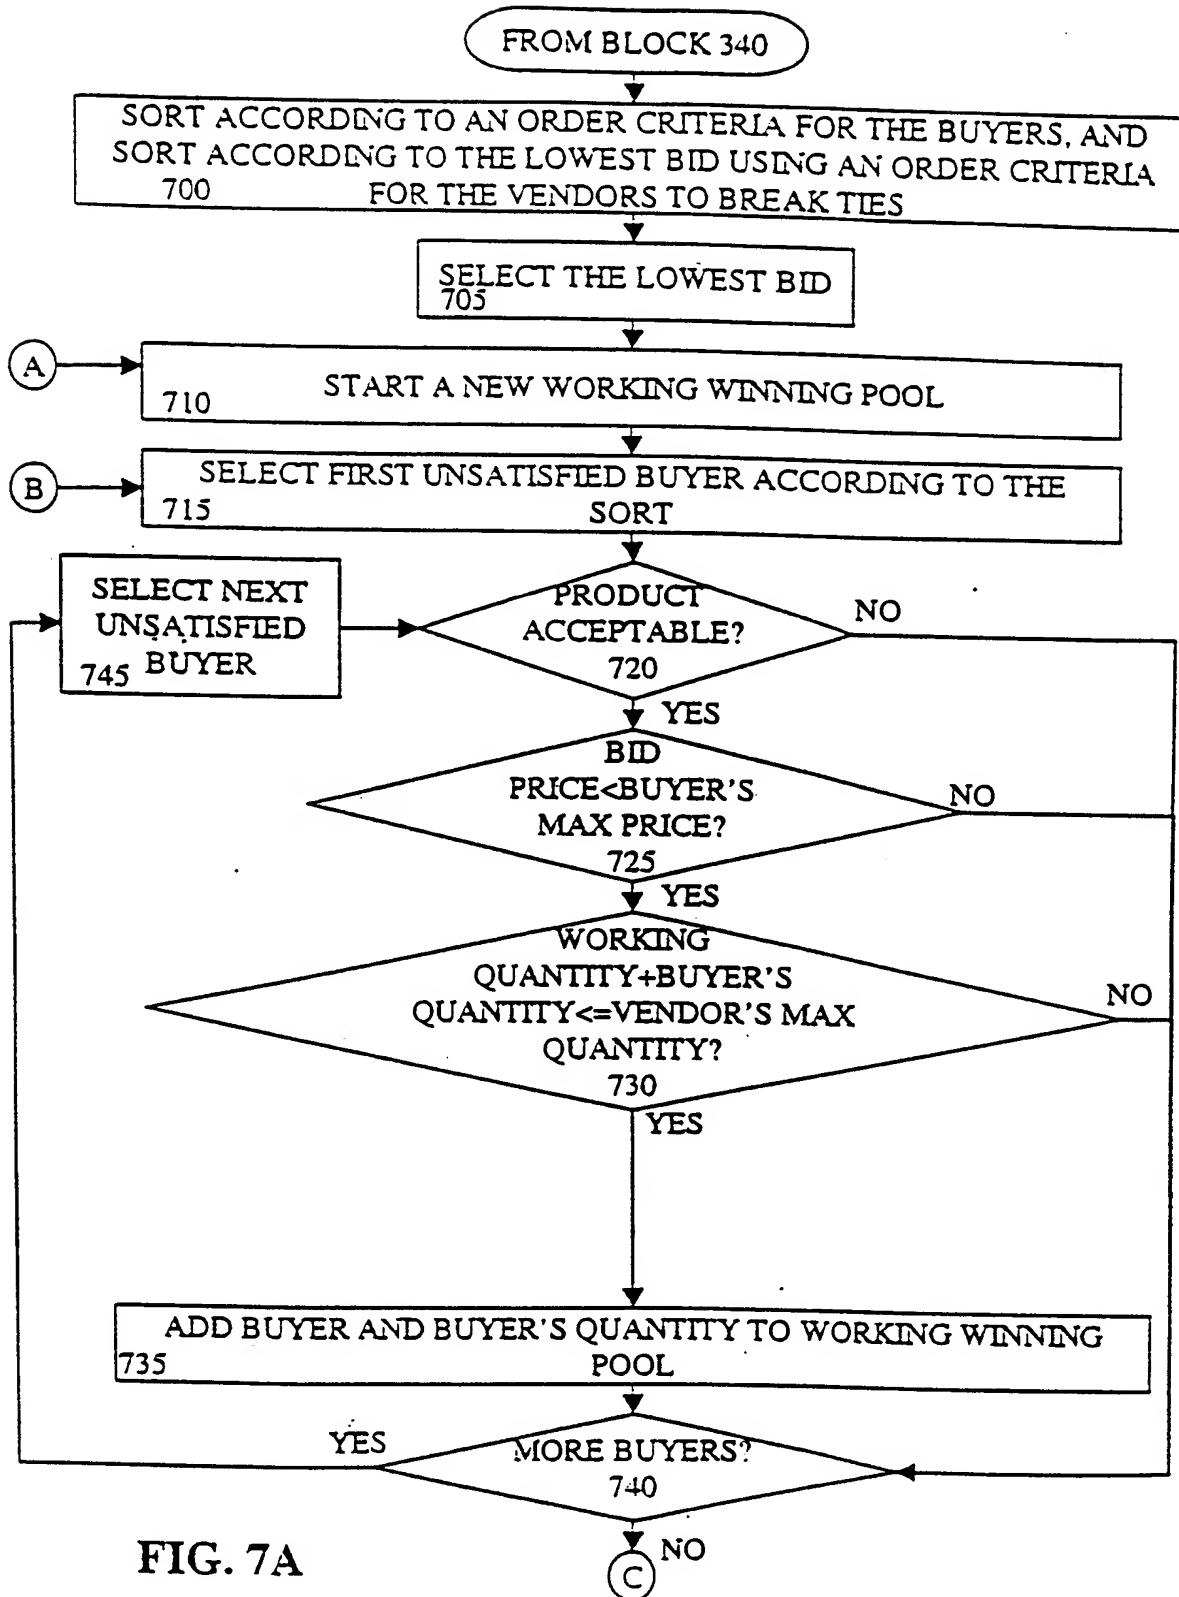 FROM BLOCK 340
SORT ACCORDING TO AN ORDER CRITERIA FOR THE BUYERS, AND
SORT ACCORDING TO THE LOWEST BID USING AN ORDER CRITERIA
700 FOR THE VENDORS TO BREAK TIES
SELECT THE LOWEST BID
705
A
START A NEW WORKING WINNING POOL
710
B
SELECT FIRST UNSATISFIED BUYER ACCORDING TO THE
715 SORT
SELECT NEXT
UNSATISFIED
BUYER
745
PRODUCT
ACCEPTABLE?
720
NO
YES
BID
PRICE<BUYER'S
MAX PRICE?
725
NO
YES
WORKING
QUANTITY+BUYER'S
QUANTITY<=VENDOR'S MAX
QUANTITY?
730
NO
YES
ADD BUYER AND BUYER'S QUANTITY TO WORKING WINNING
735 POOL
YES
MORE BUYERS?
740
NO
C
FIG. 7A